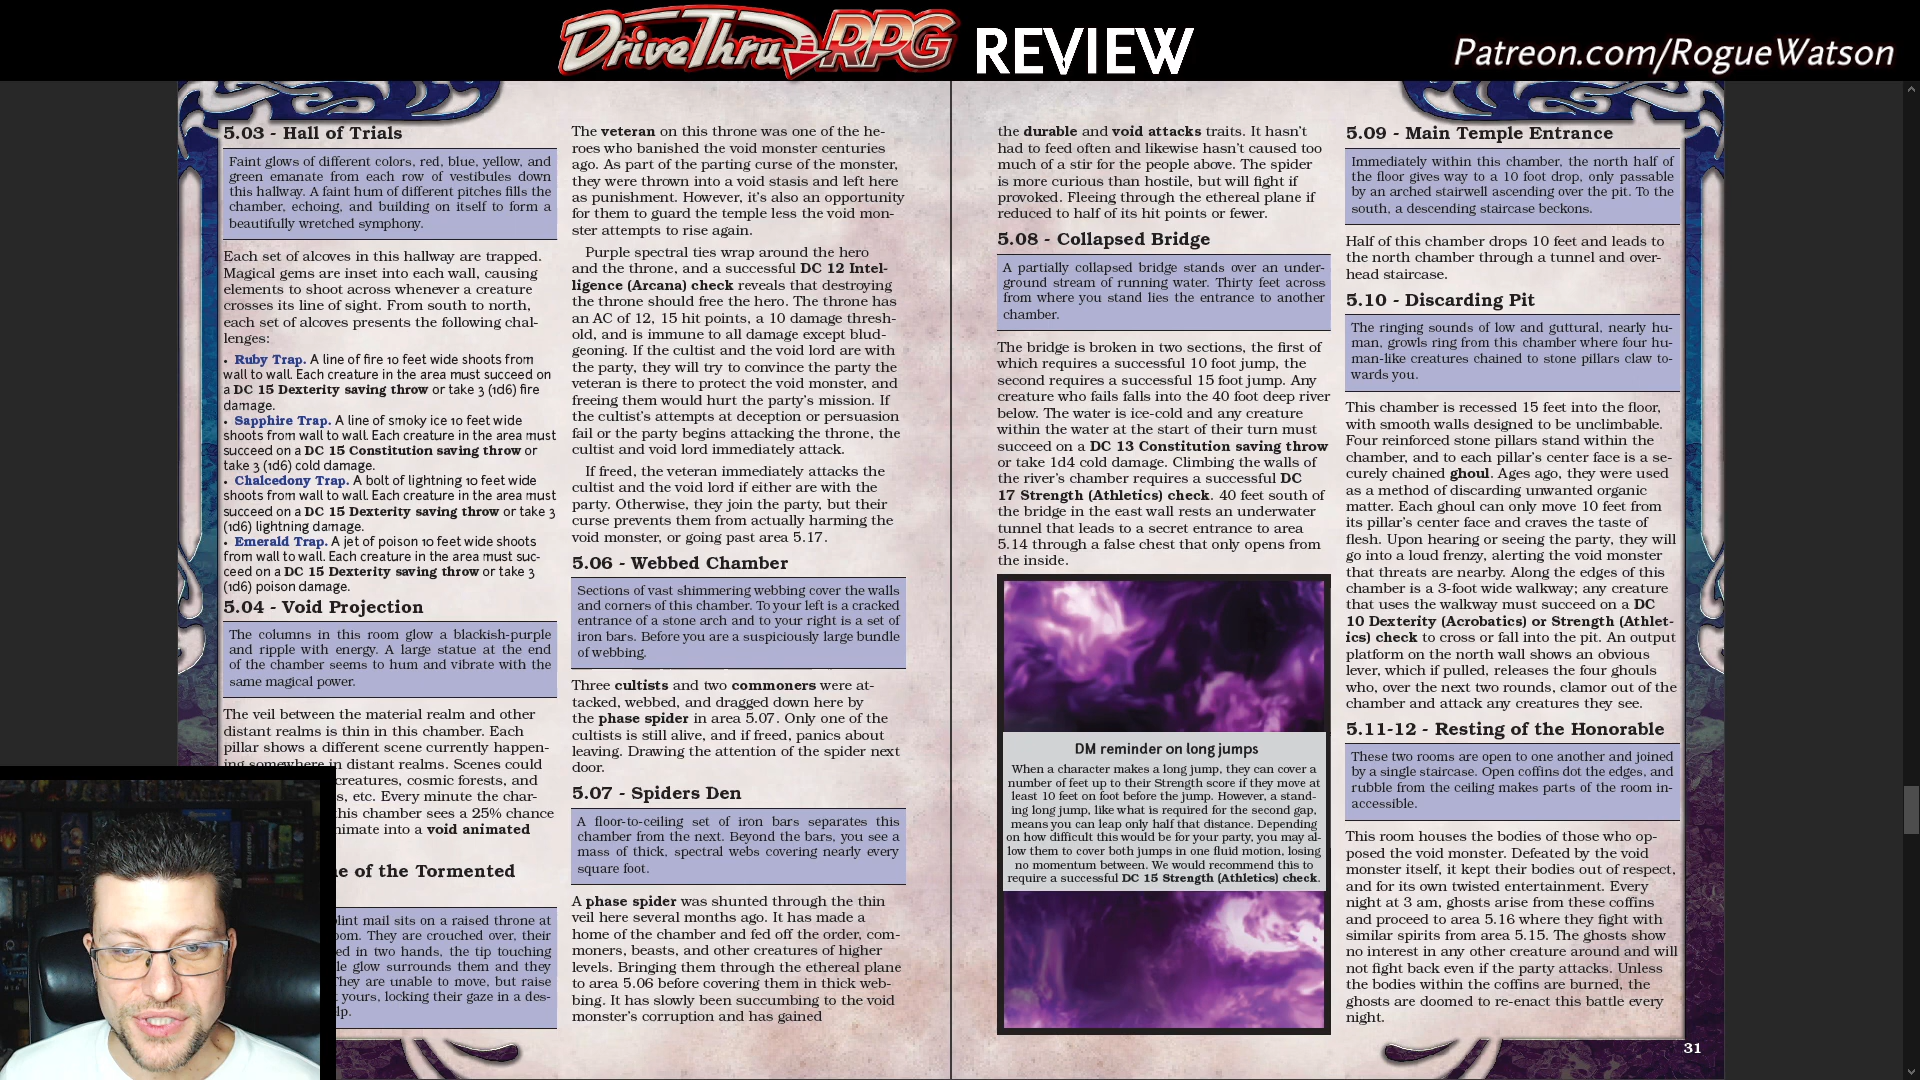 DriveThruRPG REVIEW
Patreon.com/RogueWatson
5.03 - Hall of Trials
Faint glows of different colors, red, blue, yellow, and
green emanate from each row of vestibules down
this hallway. A faint hum of different pitches fills the
chamber, echoing, and building on itself to form a
beautifully wretched symphony.
Each set of alcoves in this hallway are trapped.
Magical gems are inset into each wall, causing
elements to shoot across whenever a creature
crosses its line of sight. From south to north,
each set of alcoves presents the following chal-
lenges:
• Ruby Trap. A line of fire 10 feet wide shoots from
wall to wall. Each creature in the area must succeed on
a DC 15 Dexterity saving throw or take 3 (1d6) fire
damage.
• Sapphire Trap. A line of smoky ice 10 feet wide
shoots from wall to wall. Each creature in the area must
succeed on a DC 15 Constitution saving throw or
take 3 (1d6) cold damage.
• Chalcedony Trap. A bolt of lightning 10 feet wide
shoots from wall to wall. Each creature in the area must
succeed on a DC 15 Dexterity saving throw or take 3
(1d6) lightning damage.
• Emerald Trap. A jet of poison 10 feet wide shoots
from wall to wall. Each creature in the area must suc-
ceed on a DC 15 Dexterity saving throw or take 3
(1d6) poison damage.
5.04 - Void Projection
The columns in this room glow a blackish-purple
and ripple with energy. A large statue at the end
of the chamber seems to hum and vibrate with the
same magical power.
The veil between the material realm and other
distant realms is thin in this chamber. Each
pillar shows a different scene currently happen-
ing somewhere in distant realms. Scenes could
creatures, cosmic forests, and
s, etc. Every minute the char-
this chamber sees a 25% chance
nimate into a void animated
e of the Tormented
lint mail sits on a raised throne at
oom. They are crouched over, their
ed in two hands, the tip touching
le glow surrounds them and they
They are unable to move, but raise
yours, locking their gaze in a des-
lp.
The veteran on this throne was one of the he-
roes who banished the void monster centuries
ago. As part of the parting curse of the monster,
they were thrown into a void stasis and left here
as punishment. However, it's also an opportunity
for them to guard the temple less the void mon-
ster attempts to rise again.
Purple spectral ties wrap around the hero
and the throne, and a successful DC 12 Intel-
ligence (Arcana) check reveals that destroying
the throne should free the hero. The throne has
an AC of 12, 15 hit points, a 10 damage thresh-
old, and is immune to all damage except blud-
geoning. If the cultist and the void lord are with
the party, they will try to convince the party the
veteran is there to protect the void monster, and
freeing them would hurt the party's mission. If
the cultist's attempts at deception or persuasion
fail or the party begins attacking the throne, the
cultist and void lord immediately attack.
If freed, the veteran immediately attacks the
cultist and the void lord if either are with the
party. Otherwise, they join the party, but their
curse prevents them from actually harming the
void monster, or going past area 5.17.
5.06 - Webbed Chamber
Sections of vast shimmering webbing cover the walls
and corners of this chamber. To your left is a cracked
entrance of a stone arch and to your right is a set of
iron bars. Before you are a suspiciously large bundle
of webbing.
Three cultists and two commoners were at-
tacked, webbed, and dragged down here by
the phase spider in area 5.07. Only one of the
cultists is still alive, and if freed, panics about
leaving. Drawing the attention of the spider next
door.
5.07 - Spiders Den
A floor-to-ceiling set of iron bars separates this
chamber from the next. Beyond the bars, you see a
mass of thick, spectral webs covering nearly every
square foot.
A phase spider was shunted through the thin
veil here several months ago. It has made a
home of the chamber and fed off the order, com-
moners, beasts, and other creatures of higher
levels. Bringing them through the ethereal plane
to area 5.06 before covering them in thick web-
bing. It has slowly been succumbing to the void
monster's corruption and has gained
the durable and void attacks traits. It hasn't
had to feed often and likewise hasn't caused too
much of a stir for the people above. The spider
is more curious than hostile, but will fight if
provoked. Fleeing through the ethereal plane if
reduced to half of its hit points or fewer.
5.08 - Collapsed Bridge
A partially collapsed bridge stands over an under-
ground stream of running water. Thirty feet across
from where you stand lies the entrance to another
chamber.
The bridge is broken in two sections, the first of
which requires a successful 10 foot jump, the
second requires a successful 15 foot jump. Any
creature who fails falls into the 40 foot deep river
below. The water is ice-cold and any creature
within the water at the start of their turn must
succeed on a DC 13 Constitution saving throw
or take 1d4 cold damage. Climbing the walls of
the river's chamber requires a successful DC
17 Strength (Athletics) check. 40 feet south of
the bridge in the east wall rests an underwater
tunnel that leads to a secret entrance to area
5.14 through a false chest that only opens from
the inside.
DM reminder on long jumps
When a character makes a long jump, they can cover a
number of feet up to their Strength score if they move at
least 10 feet on foot before the jump. However, a stand-
ing long jump, like what is required for the second gap,
means you can leap only half that distance. Depending
on how difficult this would be for your party, you may al-
low them to cover both jumps in one fluid motion, losing
no momentum between. We would recommend this to
require a successful DC 15 Strength (Athletics) check.
5.09 - Main Temple Entrance
Immediately within this chamber, the north half of
the floor gives way to a 10 foot drop, only passable
by an arched stairwell ascending over the pit. To the
south, a descending staircase beckons.
Half of this chamber drops 10 feet and leads to
the north chamber through a tunnel and over-
head staircase.
5.10 - Discarding Pit
The ringing sounds of low and guttural, nearly hu-
man, growls ring from this chamber where four hu-
man-like creatures chained to stone pillars claw to-
wards you.
This chamber is recessed 15 feet into the floor,
with smooth walls designed to be unclimbable.
Four reinforced stone pillars stand within the
chamber, and to each pillar's center face is a se-
curely chained ghoul. Ages ago, they were used
as a method of discarding unwanted organic
matter. Each ghoul can only move 10 feet from
its pillar's center face and craves the taste of
flesh. Upon hearing or seeing the party, they will
go into a loud frenzy, alerting the void monster
that threats are nearby. Along the edges of this
chamber is a 3-foot wide walkway; any creature
that uses the walkway must succeed on a DC
10 Dexterity (Acrobatics) or Strength (Athlet-
ics) check to cross or fall into the pit. An output
platform on the north wall shows an obvious
lever, which if pulled, releases the four ghouls
who, over the next two rounds, clamor out of the
chamber and attack any creatures they see.
5.11-12 - Resting of the Honorable
These two rooms are open to one another and joined
by a single staircase. Open coffins dot the edges, and
rubble from the ceiling makes parts of the room in-
accessible.
This room houses the bodies of those who op-
posed the void monster. Defeated by the void
monster itself, it kept their bodies out of respect,
and for its own twisted entertainment. Every
night at 3 am, ghosts arise from these coffins
and proceed to area 5.16 where they fight with
similar spirits from area 5.15. The ghosts show
no interest in any other creature around and will
not fight back even if the party attacks. Unless
the bodies within the coffins are burned, the
ghosts are doomed to re-enact this battle every
night.
31